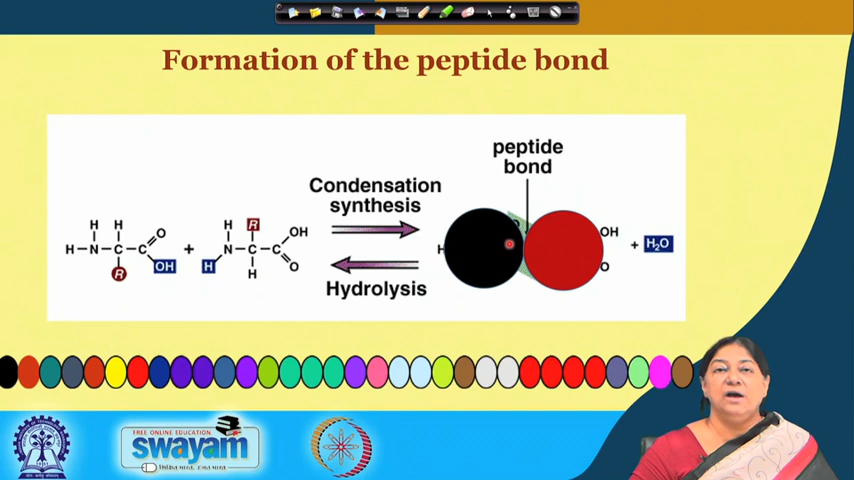 Formation of the peptide bond
peptide
bond
Condensation
synthesis
Hydrolysis
H H O
H N C C
R OH
+
H R OH
H N C C
H O
H OH
O
+ H₂O
FREE ONLINE EDUCATION
swayam